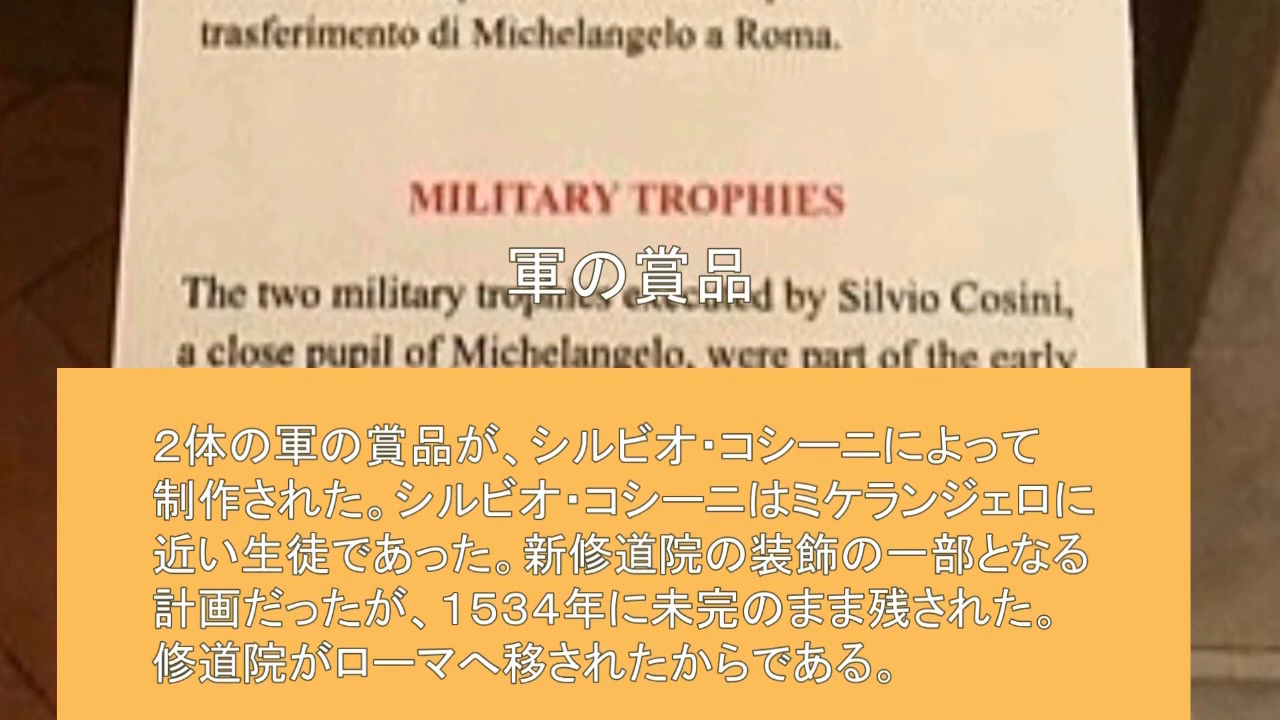 trasferimento di Michelangelo a Roma.
MILITARY TROPHIES
軍の賞品
The two military trophies executed by Silvio Cosini,
a close pupil of Michelangelo, were part of the early
２体の軍の賞品が、シルビオ・コシーニによって
制作された。シルビオ・コシーニはミケランジェロに
近い生徒であった。新修道院の装飾の一部となる
計画だったが、１５３４年に未完のまま残された。
修道院がローマへ移されたからである。